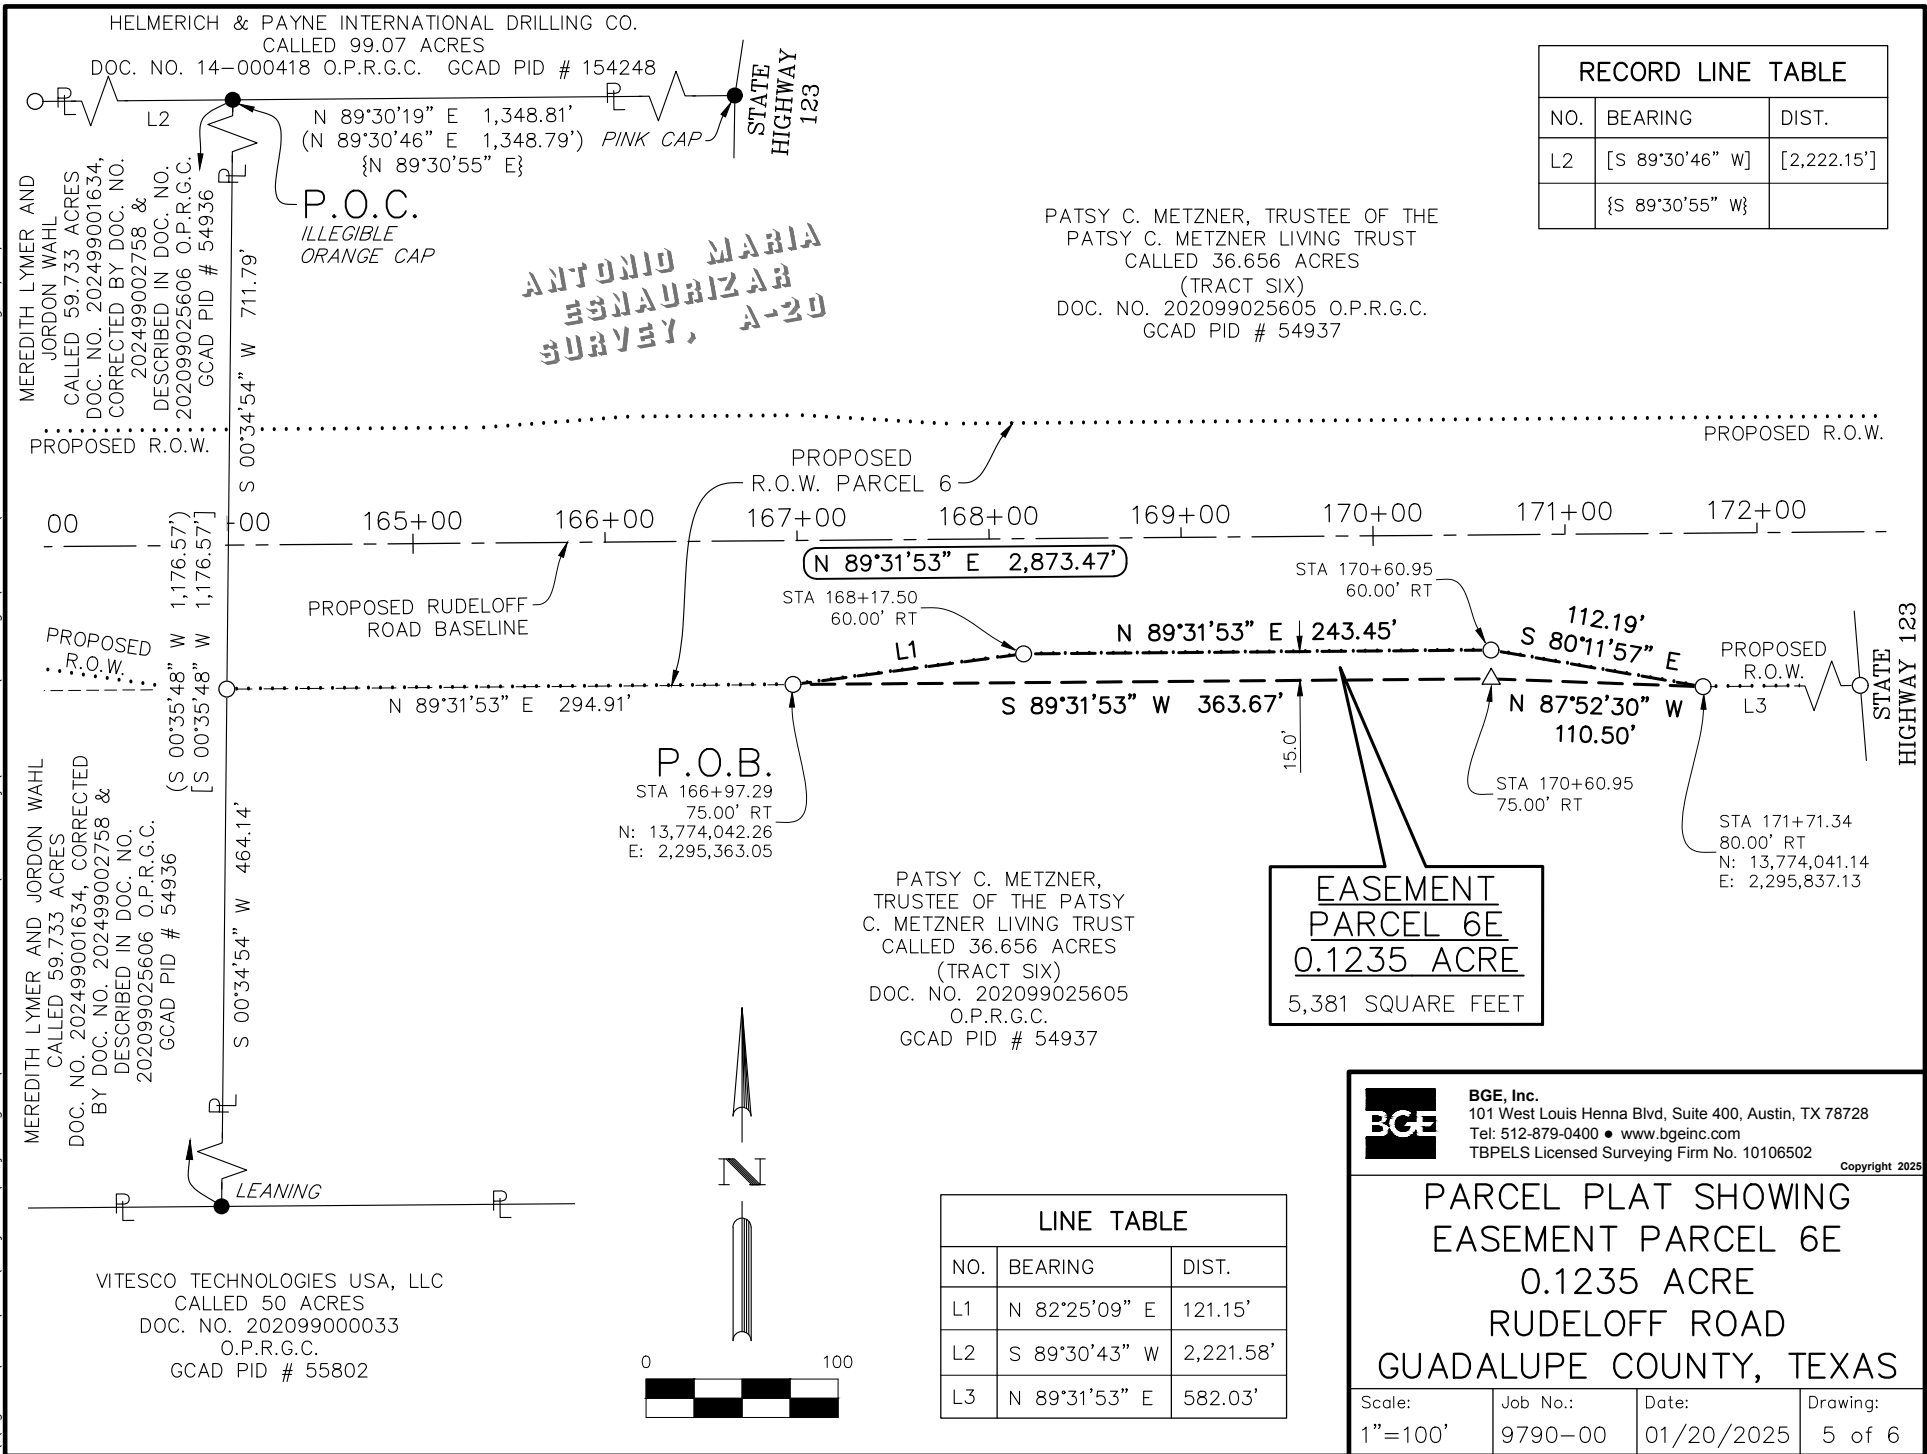 HELMERICH & PAYNE INTERNATIONAL DRILLING CO.
CALLED 99.07 ACRES
DOC. NO. 14-000418 O.P.R.G.C. GCAD PID # 154248
PL
PL
L2
N 89°30'19" E 1,348.81'
(N 89°30'46" E 1,348.79')
{N 89°30'55" E}
PINK CAP
STATE
HIGHWAY
123
P.O.C.
ILLEGIBLE
ORANGE CAP
RECORD LINE TABLE
NO. BEARING DIST.
L2 [S 89°30'46" W] [2,222.15']
{S 89°30'55" W}
MEREDITH LYMER AND
JORDON WAHL
CALLED 59.733 ACRES
DOC. NO. 202499001634,
CORRECTED BY DOC. NO.
202499002758 &
DESCRIBED IN DOC. NO.
202099025606 O.P.R.G.C.
GCAD PID # 54936
PL
S 00°34'54" W 711.79'
ANTONIO MARIA
ESNAURIZAR
SURVEY, A-20
PATSY C. METZNER, TRUSTEE OF THE
PATSY C. METZNER LIVING TRUST
CALLED 36.656 ACRES
(TRACT SIX)
DOC. NO. 202099025605 O.P.R.G.C.
GCAD PID # 54937
PROPOSED R.O.W.
PROPOSED R.O.W.
PROPOSED
R.O.W. PARCEL 6
00 +00 165+00 166+00 167+00 168+00 169+00 170+00 171+00 172+00
N 89°31'53" E 2,873.47'
(S 00°35'48" W 1,176.57')
[S 00°35'48" W 1,176.57']
PROPOSED RUDELOFF
ROAD BASELINE
STA 168+17.50
60.00' RT
STA 170+60.95
60.00' RT
PROPOSED
R.O.W.
L1
N 89°31'53" E 243.45'
112.19'
S 80°11'57" E
PROPOSED
R.O.W.
L3
STATE
HIGHWAY 123
N 89°31'53" E 294.91'
S 89°31'53" W 363.67'
N 87°52'30" W
110.50'
15.0'
P.O.B.
STA 166+97.29
75.00' RT
N: 13,774,042.26
E: 2,295,363.05
STA 170+60.95
75.00' RT
STA 171+71.34
80.00' RT
N: 13,774,041.14
E: 2,295,837.13
MEREDITH LYMER AND JORDON WAHL
CALLED 59.733 ACRES
DOC. NO. 202499001634, CORRECTED
BY DOC. NO. 202499002758 &
DESCRIBED IN DOC. NO.
202099025606 O.P.R.G.C.
GCAD PID # 54936
S 00°34'54" W 464.14'
PL
PATSY C. METZNER,
TRUSTEE OF THE PATSY
C. METZNER LIVING TRUST
CALLED 36.656 ACRES
(TRACT SIX)
DOC. NO. 202099025605
O.P.R.G.C.
GCAD PID # 54937
EASEMENT
PARCEL 6E
0.1235 ACRE
5,381 SQUARE FEET
LEANING
PL
PL
VITESCO TECHNOLOGIES USA, LLC
CALLED 50 ACRES
DOC. NO. 202099000033
O.P.R.G.C.
GCAD PID # 55802
N
0 100
LINE TABLE
NO. BEARING DIST.
L1 N 82°25'09" E 121.15'
L2 S 89°30'43" W 2,221.58'
L3 N 89°31'53" E 582.03'
BGE
BGE, Inc.
101 West Louis Henna Blvd, Suite 400, Austin, TX 78728
Tel: 512-879-0400 ● www.bgeinc.com
TBPELS Licensed Surveying Firm No. 10106502
Copyright 2025
PARCEL PLAT SHOWING
EASEMENT PARCEL 6E
0.1235 ACRE
RUDELOFF ROAD
GUADALUPE COUNTY, TEXAS
Scale: Job No.: Date: Drawing:
1"=100' 9790-00 01/20/2025 5 of 6